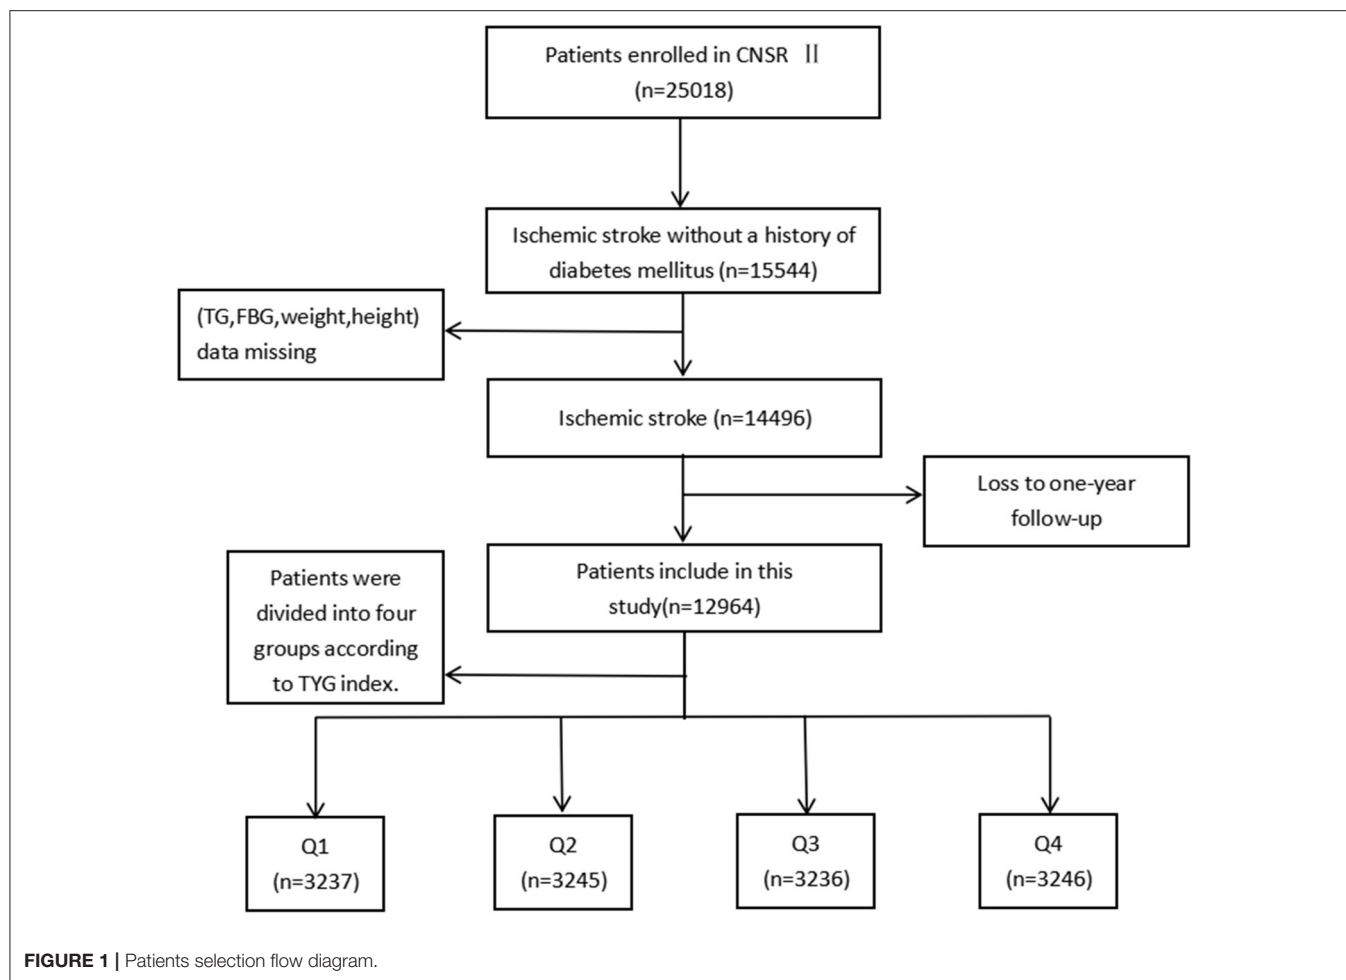 Patients enrolled in CNSR Ⅱ
(n=25018)
Ischemic stroke without a history of
diabetes mellitus (n=15544)
(TG,FBG,weight,height)
data missing
Ischemic stroke (n=14496)
Loss to one-year
follow-up
Patients include in this
study(n=12964)
Patients were
divided into four
groups according
to TYG index.
Q1
(n=3237)
Q2
(n=3245)
Q3
(n=3236)
Q4
(n=3246)
FIGURE 1 | Patients selection flow diagram.